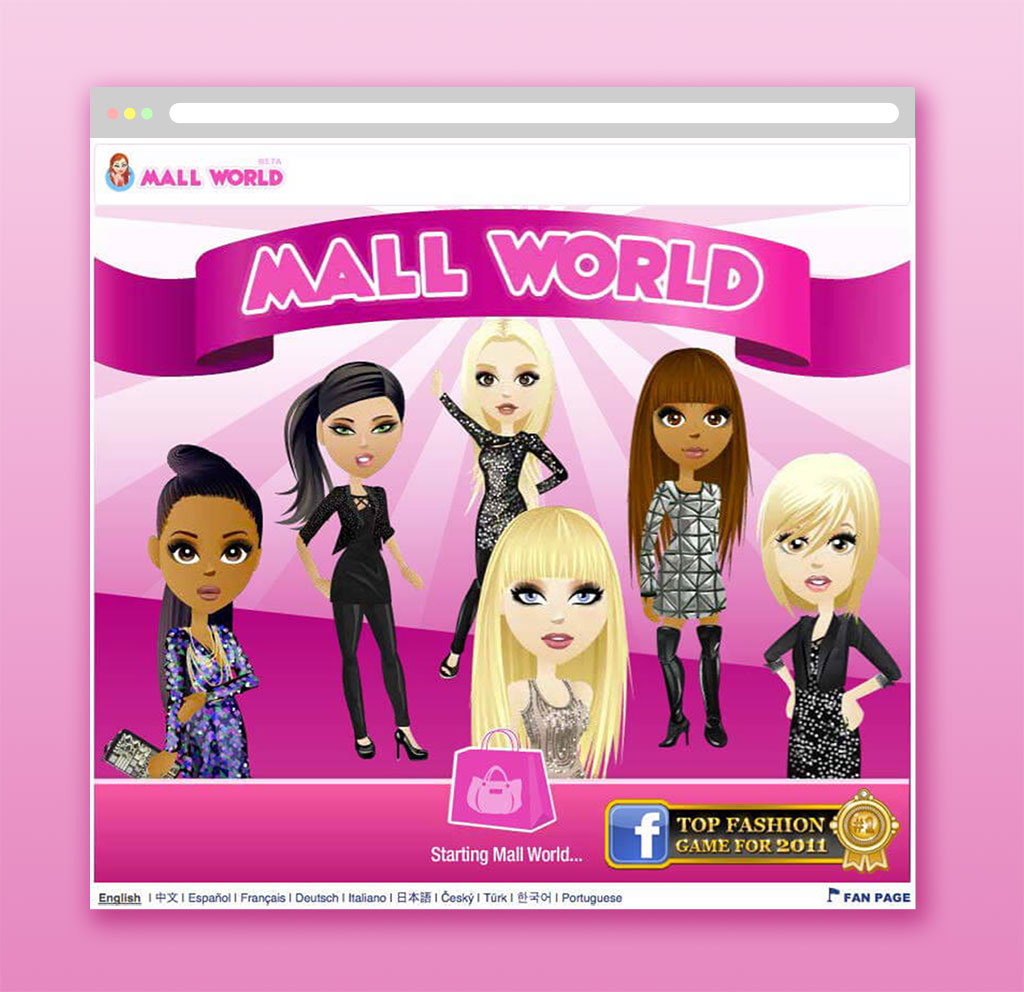 BETA
MALL WORLD
MALL WORLD
Starting Mall World...
f
TOP FASHION
GAME FOR 2011
#1
English | 中文 | Español | Français | Deutsch | Italiano | 日本語 | Český | Türk | 한국어 | Portuguese
FAN PAGE